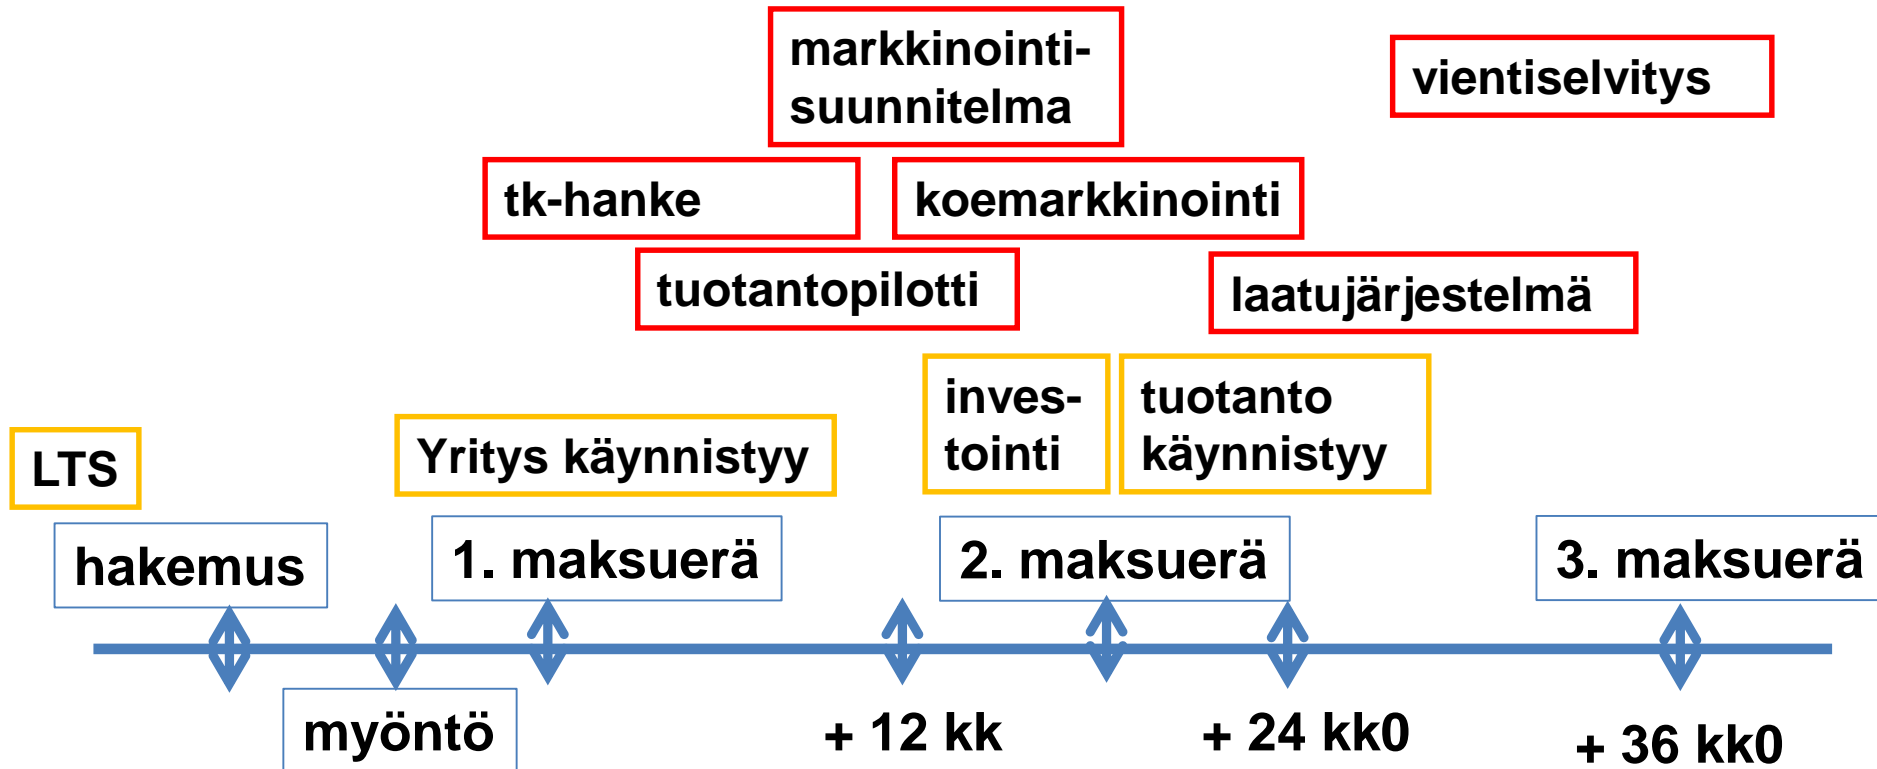 markkinointi-
suunnitelma
vientiselvitys
tk-hanke
koemarkkinointi
tuotantopilotti
laatujärjestelmä
inves-
tointi
tuotanto
käynnistyy
LTS
Yritys käynnistyy
hakemus
1. maksuerä
2. maksuerä
3. maksuerä
myöntö
+ 12 kk
+ 24 kk0
+ 36 kk0